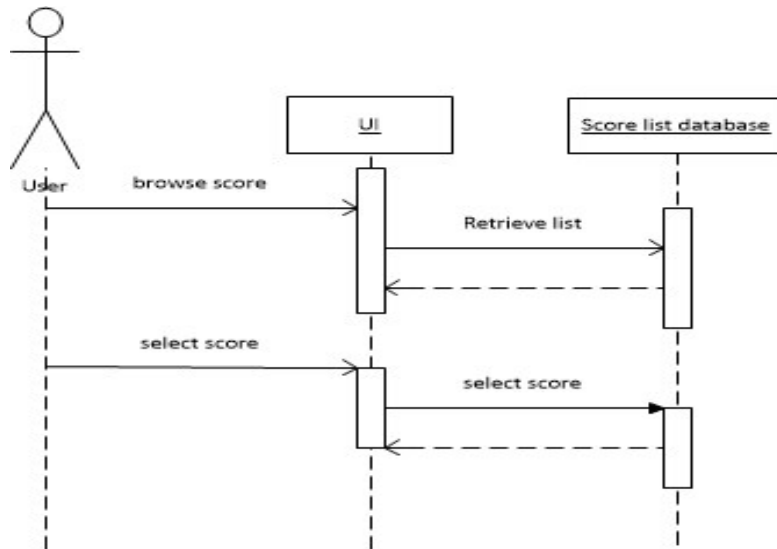 UI
Score list database
User
browse score
Retrieve list
select score
select score